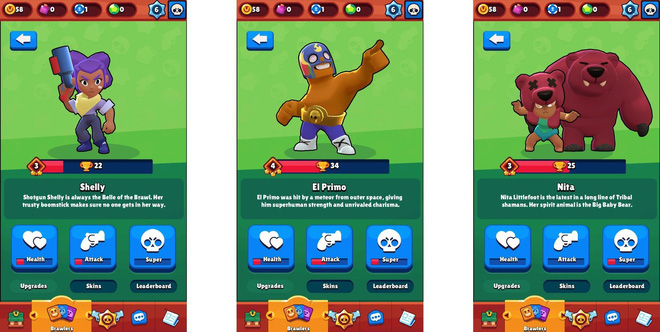 58 0 1 0 6
3 22
Shelly
Shotgun Shelly is always the Belle of the Brawl. Her
trusty boomstick makes sure no one gets in her way.
Health Attack Super
Upgrades Skins Leaderboard
Brawlers
58 0 1 0 6
4 34
El Primo
El Primo was hit by a meteor from outer space, giving
him superhuman strength and unrivaled charisma.
Health Attack Super
Upgrades Skins Leaderboard
Brawlers
58 0 1 0 6
3 25
Nita
Nita Littlefoot is the latest in a long line of Tribal
shamans. Her spirit animal is the Big Baby Bear.
Health Attack Super
Upgrades Skins Leaderboard
Brawlers